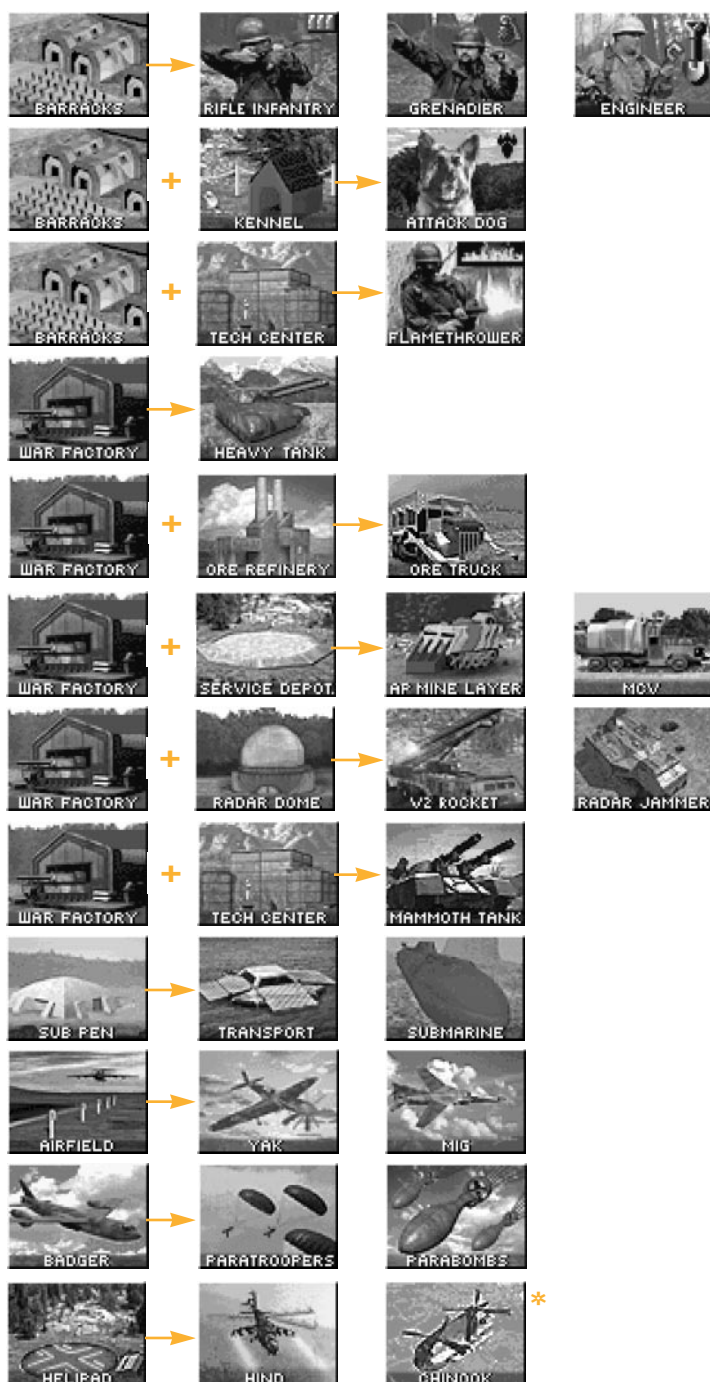 BARRACKS RIFLE INFANTRY GRENADIER ENGINEER
BARRACKS + KENNEL ATTACK DOG
BARRACKS + TECH CENTER FLAMETHROWER
WAR FACTORY HEAVY TANK
WAR FACTORY + ORE REFINERY ORE TRUCK
WAR FACTORY + SERVICE DEPOT AP MINE LAYER MCV
WAR FACTORY + RADAR DOME V2 ROCKET RADAR JAMMER
WAR FACTORY + TECH CENTER MAMMOTH TANK
SUB PEN TRANSPORT SUBMARINE
AIRFIELD YAK MIG
BADGER PARATROOPERS PARABOMBS
HELIPAD HIND CHINOOK *